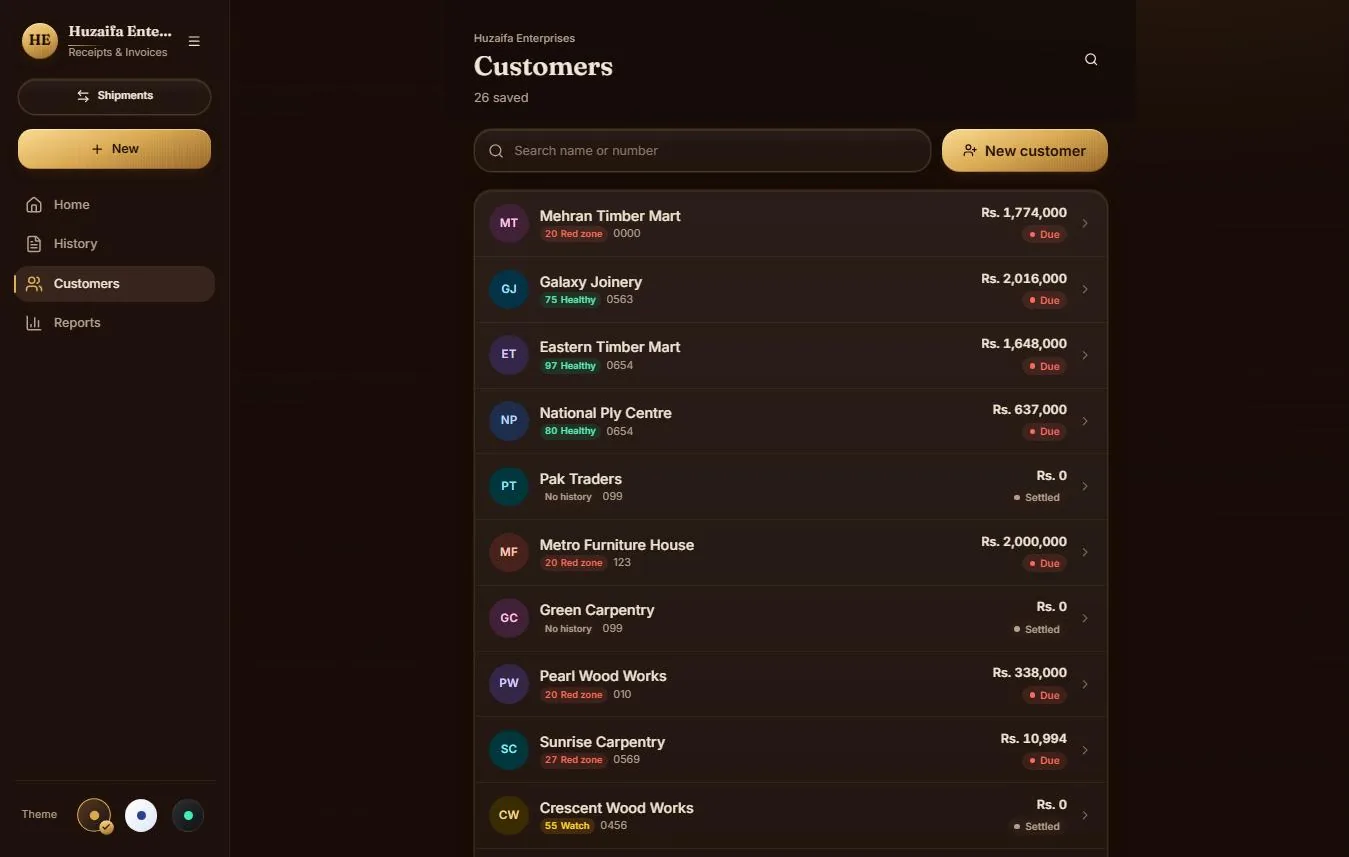 HE
Huzaifa Ente...
Receipts & Invoices
Shipments
+ New
Home
History
Customers
Reports
Theme
Huzaifa Enterprises
Customers
26 saved
Search name or number
New customer
MT Mehran Timber Mart Rs. 1,774,000
20 Red zone 0000 Due
GJ Galaxy Joinery Rs. 2,016,000
75 Healthy 0563 Due
ET Eastern Timber Mart Rs. 1,648,000
97 Healthy 0654 Due
NP National Ply Centre Rs. 637,000
80 Healthy 0654 Due
PT Pak Traders Rs. 0
No history 099 Settled
MF Metro Furniture House Rs. 2,000,000
20 Red zone 123 Due
GC Green Carpentry Rs. 0
No history 099 Settled
PW Pearl Wood Works Rs. 338,000
20 Red zone 010 Due
SC Sunrise Carpentry Rs. 10,994
27 Red zone 0569 Due
CW Crescent Wood Works Rs. 0
55 Watch 0456 Settled